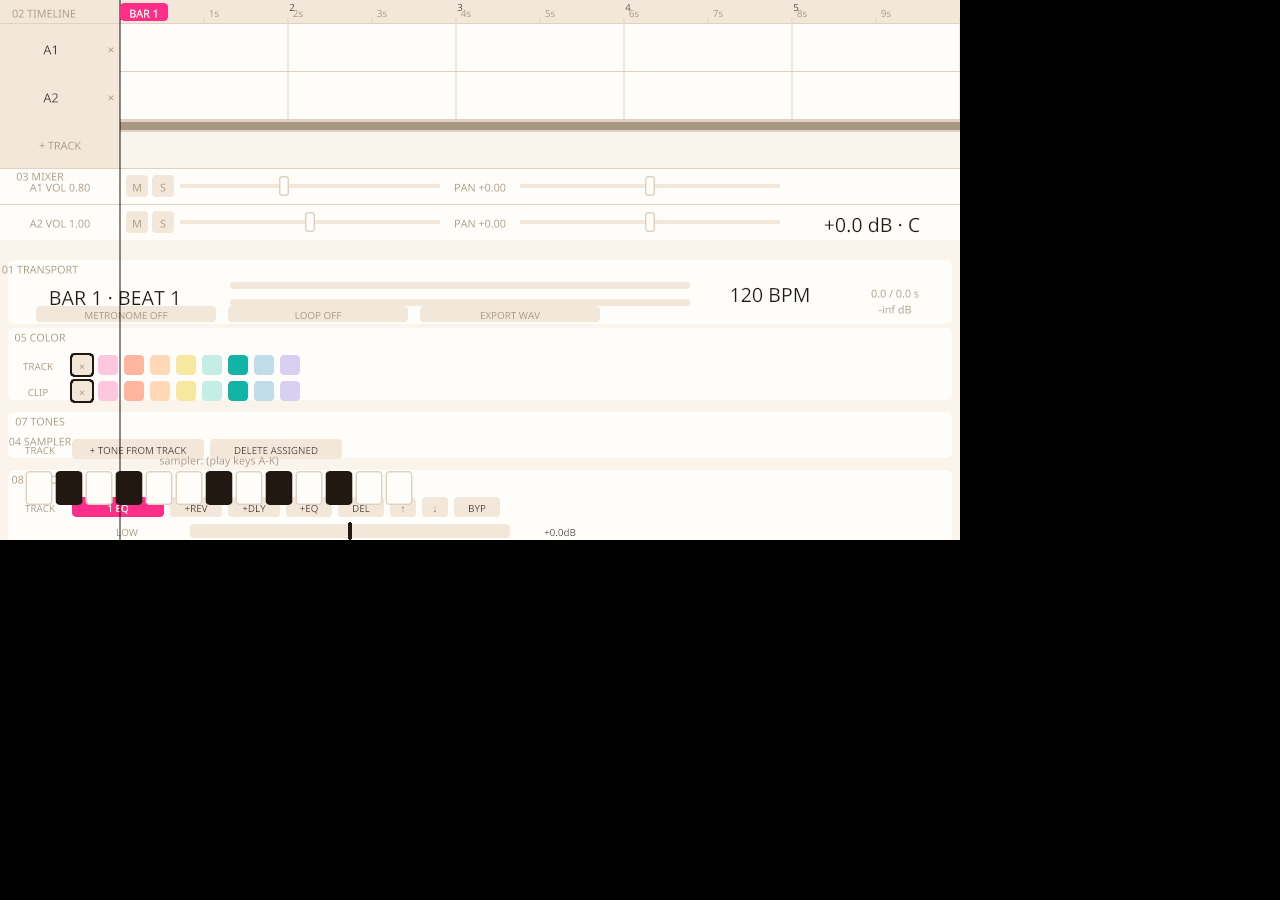 02 TIMELINE BAR 1 1s 2 2s 3s 3 4s 5s 4 6s 7s 5 8s 9s
A1 ×
A2 ×
+ TRACK
03 MIXER
A1 VOL 0.80 M S PAN +0.00
A2 VOL 1.00 M S PAN +0.00 +0.0 dB · C
01 TRANSPORT
BAR 1 · BEAT 1 120 BPM 0.0 / 0.0 s
-inf dB
METRONOME OFF LOOP OFF EXPORT WAV
05 COLOR
TRACK ×
CLIP ×
07 TONES
04 SAMPLER
TRACK + TONE FROM TRACK DELETE ASSIGNED
sampler: (play keys A-K)
08
TRACK 1 EQ +REV +DLY +EQ DEL ↑ ↓ BYP
LOW +0.0dB